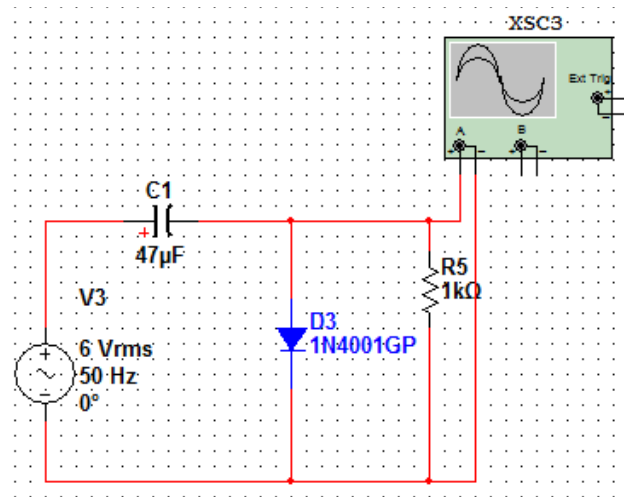 XSC3
Ext Trig
+
-
A
B
+ - + -
C1
+
47µF
V3
R5
1kΩ
D3
1N4001GP
6 Vrms
50 Hz
0°